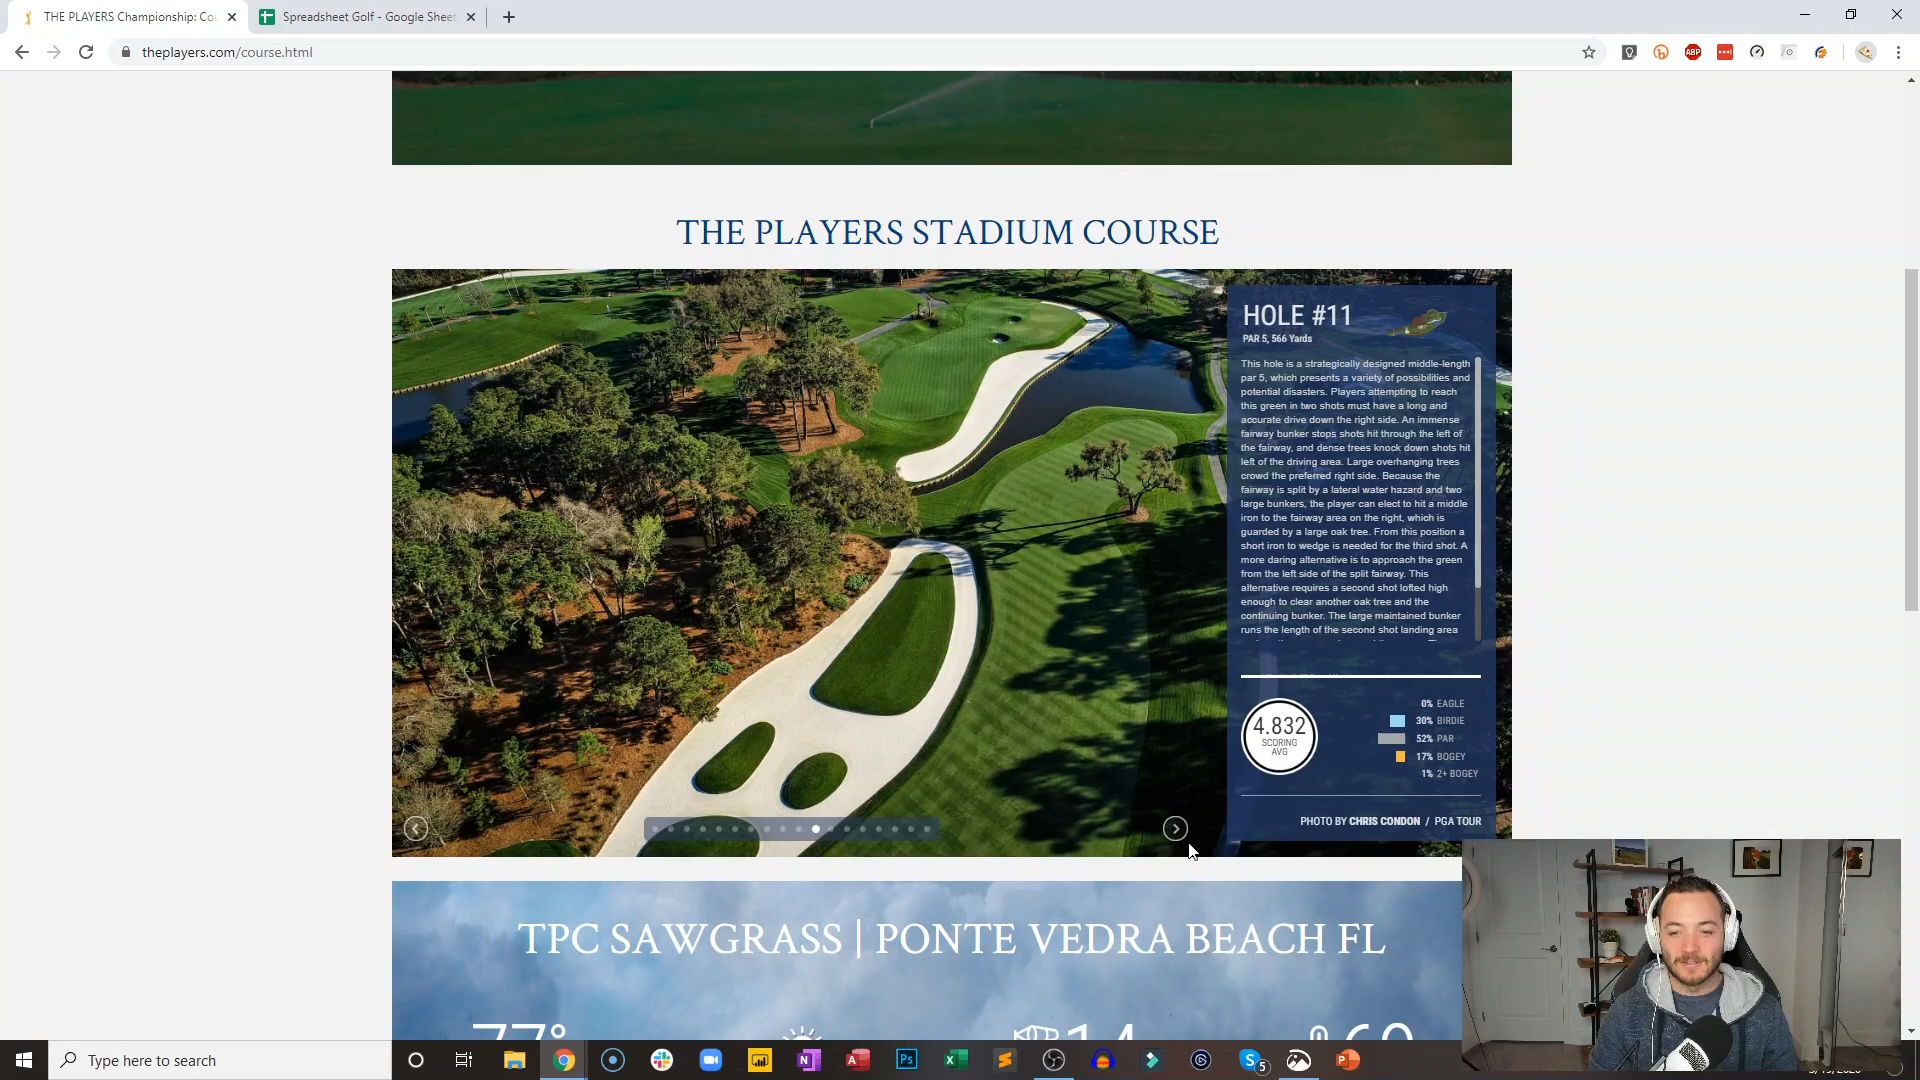 THE PLAYERS Championship: Cou
Spreadsheet Golf - Google Sheet
theplayers.com/course.html
ABP
THE PLAYERS STADIUM COURSE
HOLE #11
PAR 5, 566 Yards
This hole is a strategically designed middle-length
par 5, which presents a variety of possibilities and
potential disasters. Players attempting to reach
this green in two shots must have a long and
accurate drive down the right side. An immense
fairway bunker stops shots hit through the left of
the fairway, and dense trees knock down shots hit
left of the driving area. Large overhanging trees
crowd the preferred right side. Because the
fairway is split by a lateral water hazard and two
large bunkers, the player can elect to hit a middle
iron to the fairway area on the right, which is
guarded by a large oak tree. From this position a
short iron to wedge is needed for the third shot. A
more daring alternative is to approach the green
from the left side of the split fairway. This
alternative requires a second shot lofted high
enough to clear another oak tree and the
continuing bunker. The large maintained bunker
runs the length of the second shot landing area
4.832
SCORING
AVG
0% EAGLE
30% BIRDIE
52% PAR
17% BOGEY
1% 2+ BOGEY
PHOTO BY CHRIS CONDON / PGA TOUR
TPC SAWGRASS | PONTE VEDRA BEACH FL
77°
14
69
Type here to search
Ps
5